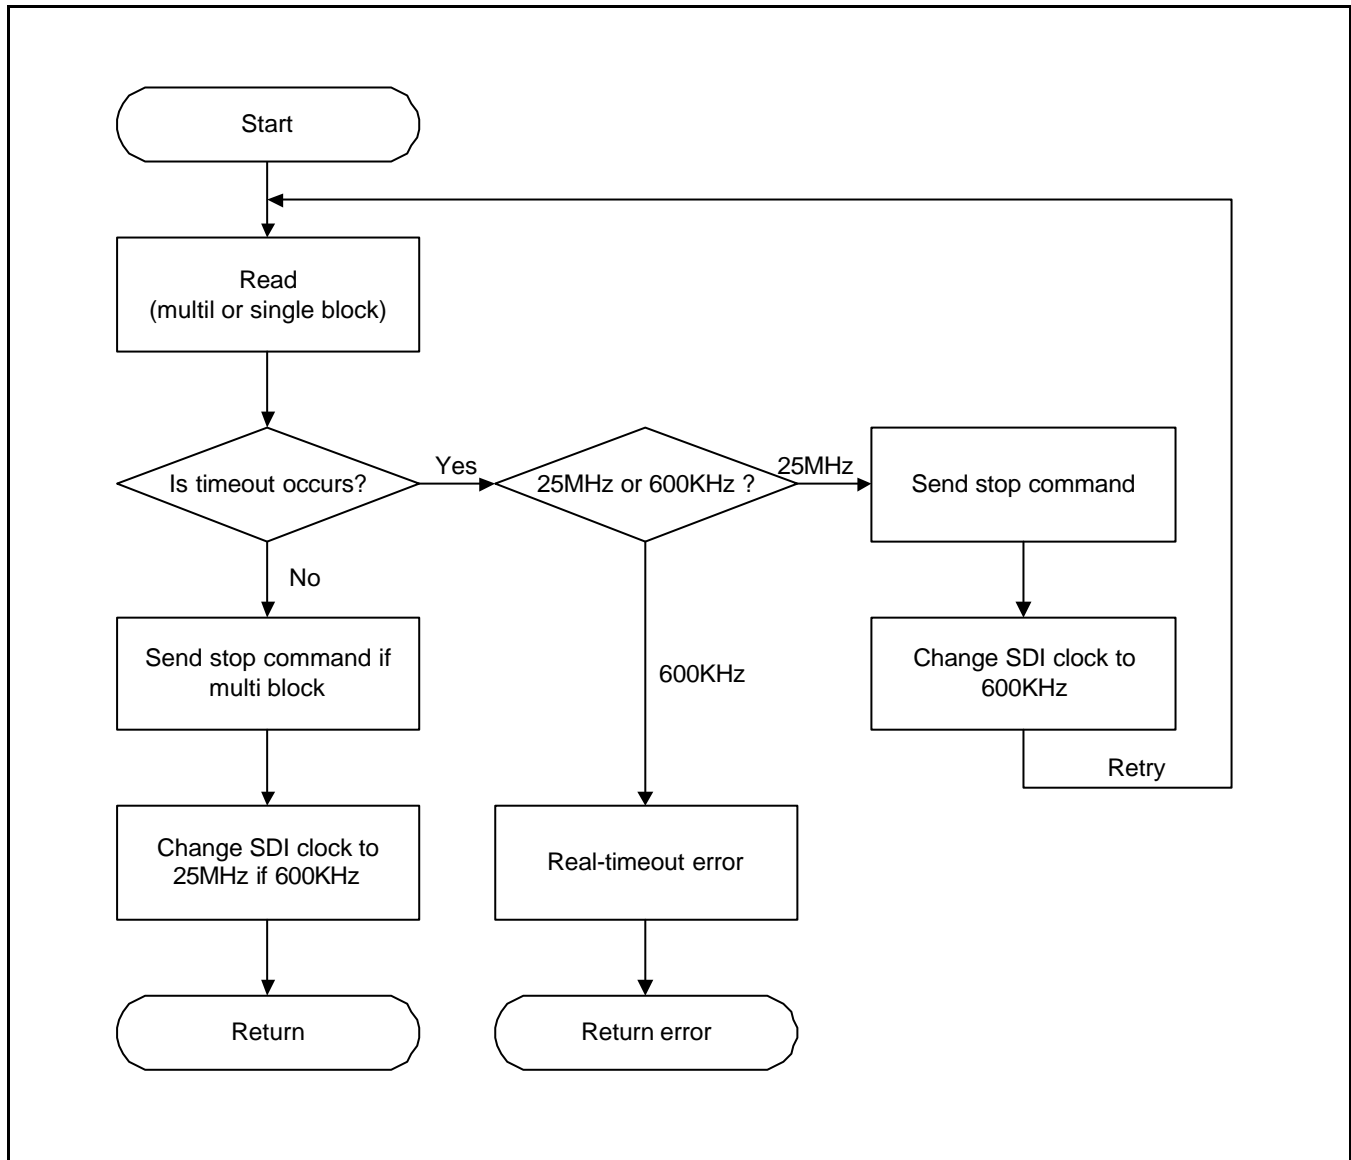 Start
Read
(multil or single block)
Is timeout occurs?
Yes
25MHz or 600KHz ?
25MHz
Send stop command
No
Send stop command if
multi block
600KHz
Change SDI clock to
600KHz
Retry
Change SDI clock to
25MHz if 600KHz
Real-timeout error
Return
Return error